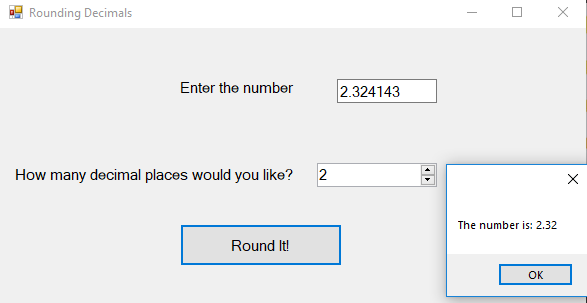 Rounding Decimals
Enter the number
2.324143
How many decimal places would you like?
2
Round It!
The number is: 2.32
OK